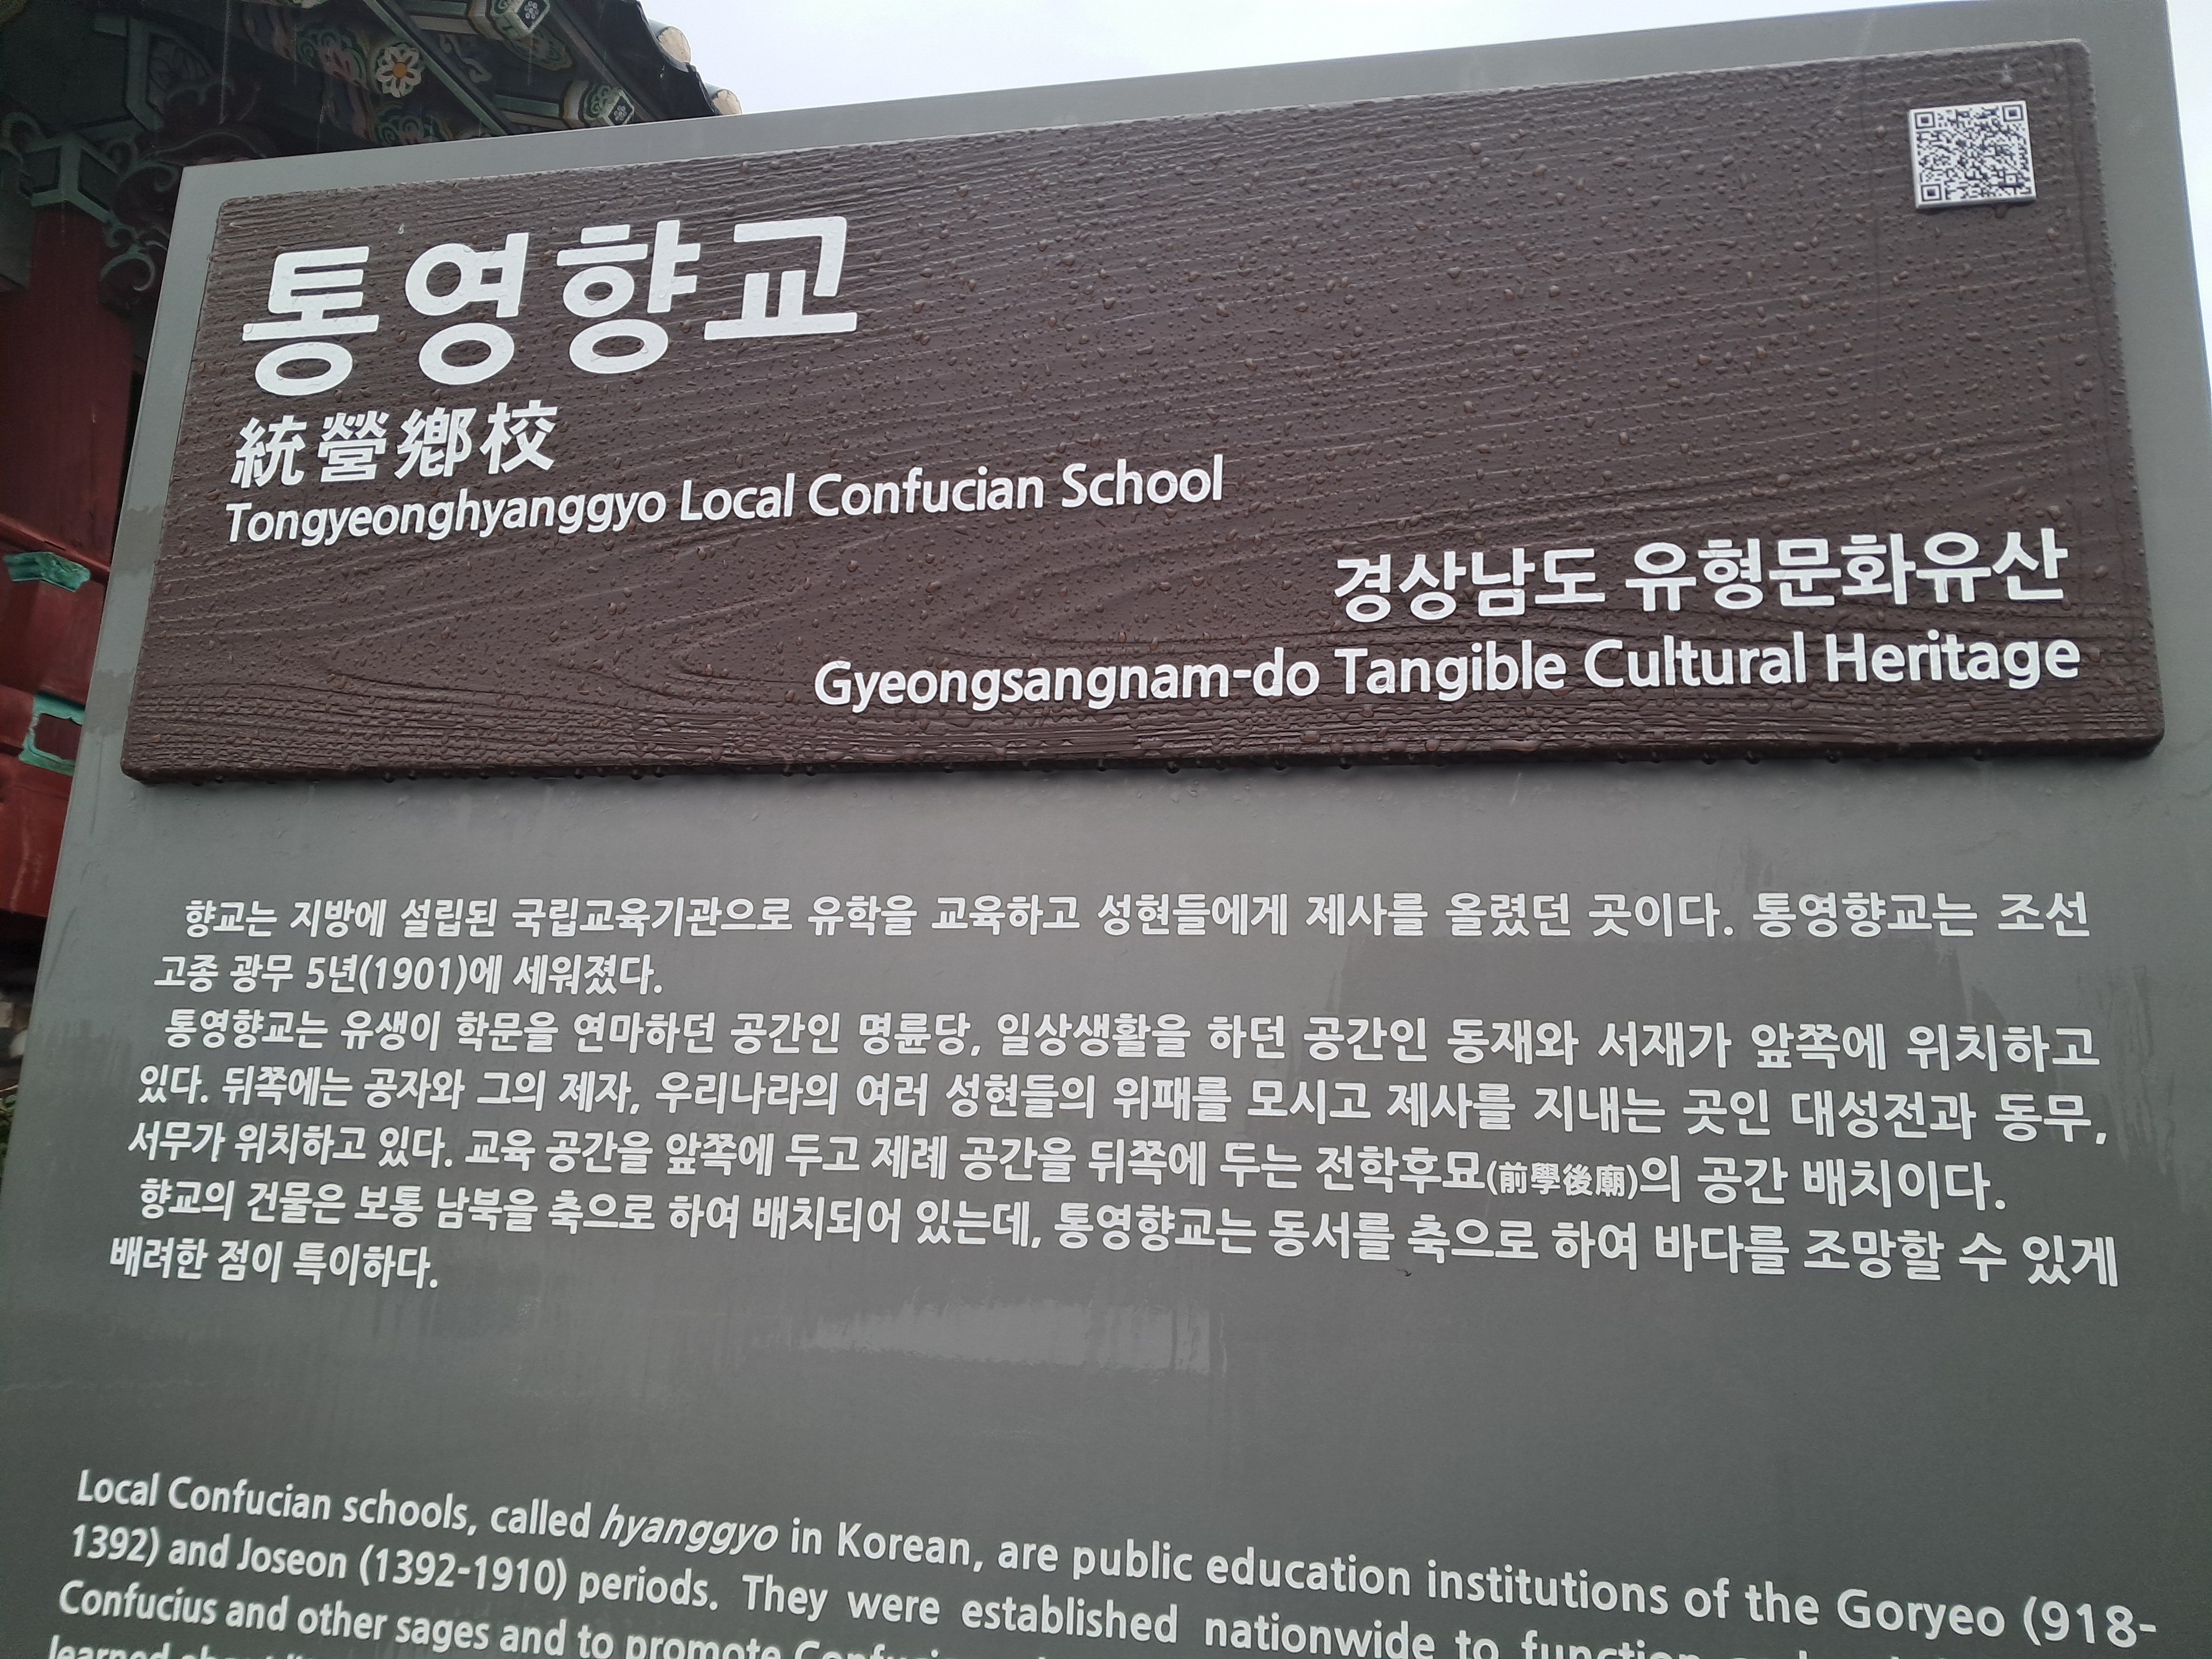 통영향교
統營鄕校
Tongyeonghyanggyo Local Confucian School
경상남도 유형문화유산
Gyeongsangnam-do Tangible Cultural Heritage
향교는 지방에 설립된 국립교육기관으로 유학을 교육하고 성현들에게 제사를 올렸던 곳이다. 통영향교는 조선
고종 광무 5년(1901)에 세워졌다.
통영향교는 유생이 학문을 연마하던 공간인 명륜당, 일상생활을 하던 공간인 동재와 서재가 앞쪽에 위치하고
있다. 뒤쪽에는 공자와 그의 제자, 우리나라의 여러 성현들의 위패를 모시고 제사를 지내는 곳인 대성전과 동무,
서무가 위치하고 있다. 교육 공간을 앞쪽에 두고 제례 공간을 뒤쪽에 두는 전학후묘(前學後廟)의 공간 배치이다.
향교의 건물은 보통 남북을 축으로 하여 배치되어 있는데, 통영향교는 동서를 축으로 하여 바다를 조망할 수 있게
배려한 점이 특이하다.
Local Confucian schools, called hyanggyo in Korean, are public education institutions of the Goryeo (918-
1392) and Joseon (1392-1910) periods. They were established nationwide to
Confucius and other sages and to promote